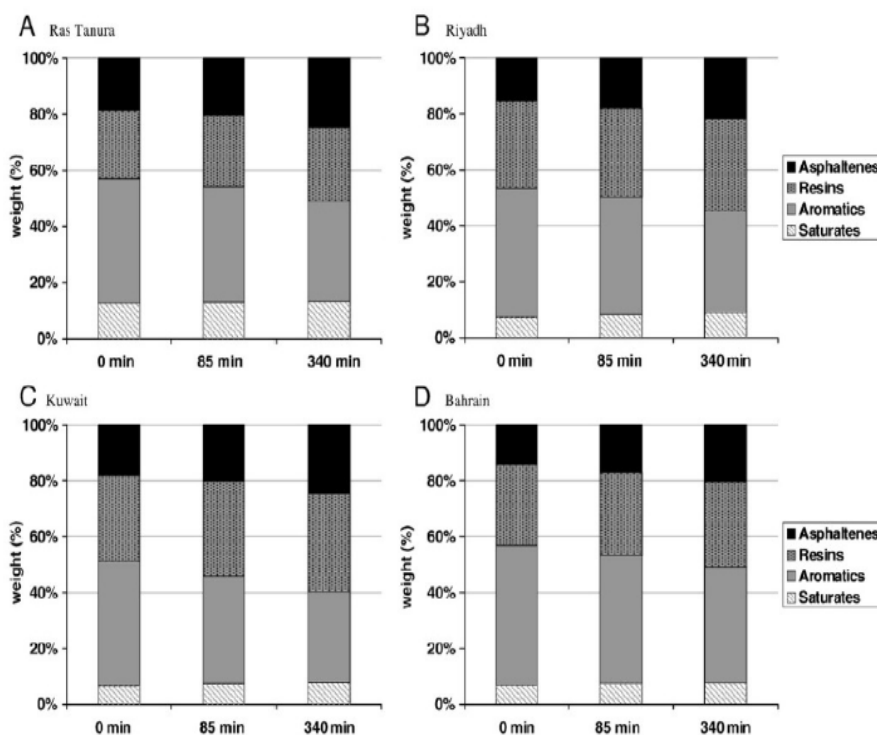 A Ras Tanura
100%
80%
60%
40%
20%
0%
weight (%)
0 min 85 min 340 min
B Riyadh
100%
80%
60%
40%
20%
0%
weight (%)
0 min 85 min 340 min
Asphaltenes
Resins
Aromatics
Saturates
C Kuwait
100%
80%
60%
40%
20%
0%
weight (%)
0 min 85 min 340 min
D Bahrain
100%
80%
60%
40%
20%
0%
weight (%)
0 min 85 min 340 min
Asphaltenes
Resins
Aromatics
Saturates